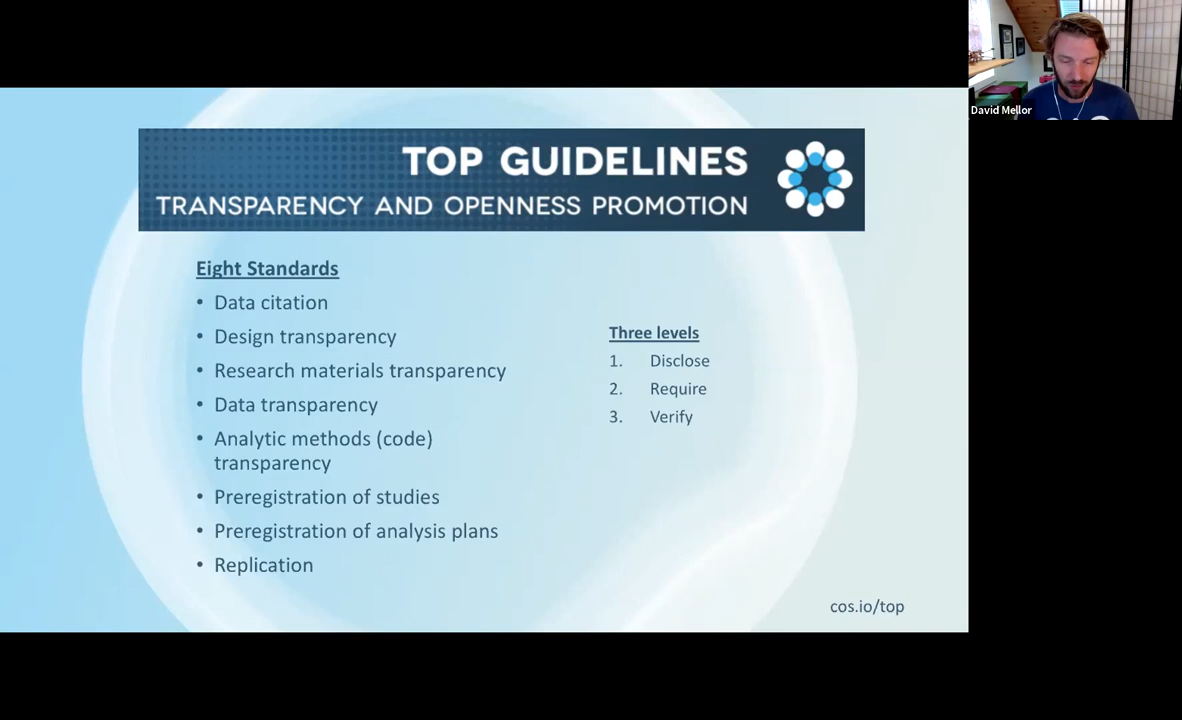 David Mellor
TOP GUIDELINES
TRANSPARENCY AND OPENNESS PROMOTION
Eight Standards
• Data citation
• Design transparency
• Research materials transparency
• Data transparency
• Analytic methods (code)
transparency
• Preregistration of studies
• Preregistration of analysis plans
• Replication
Three levels
1. Disclose
2. Require
3. Verify
cos.io/top